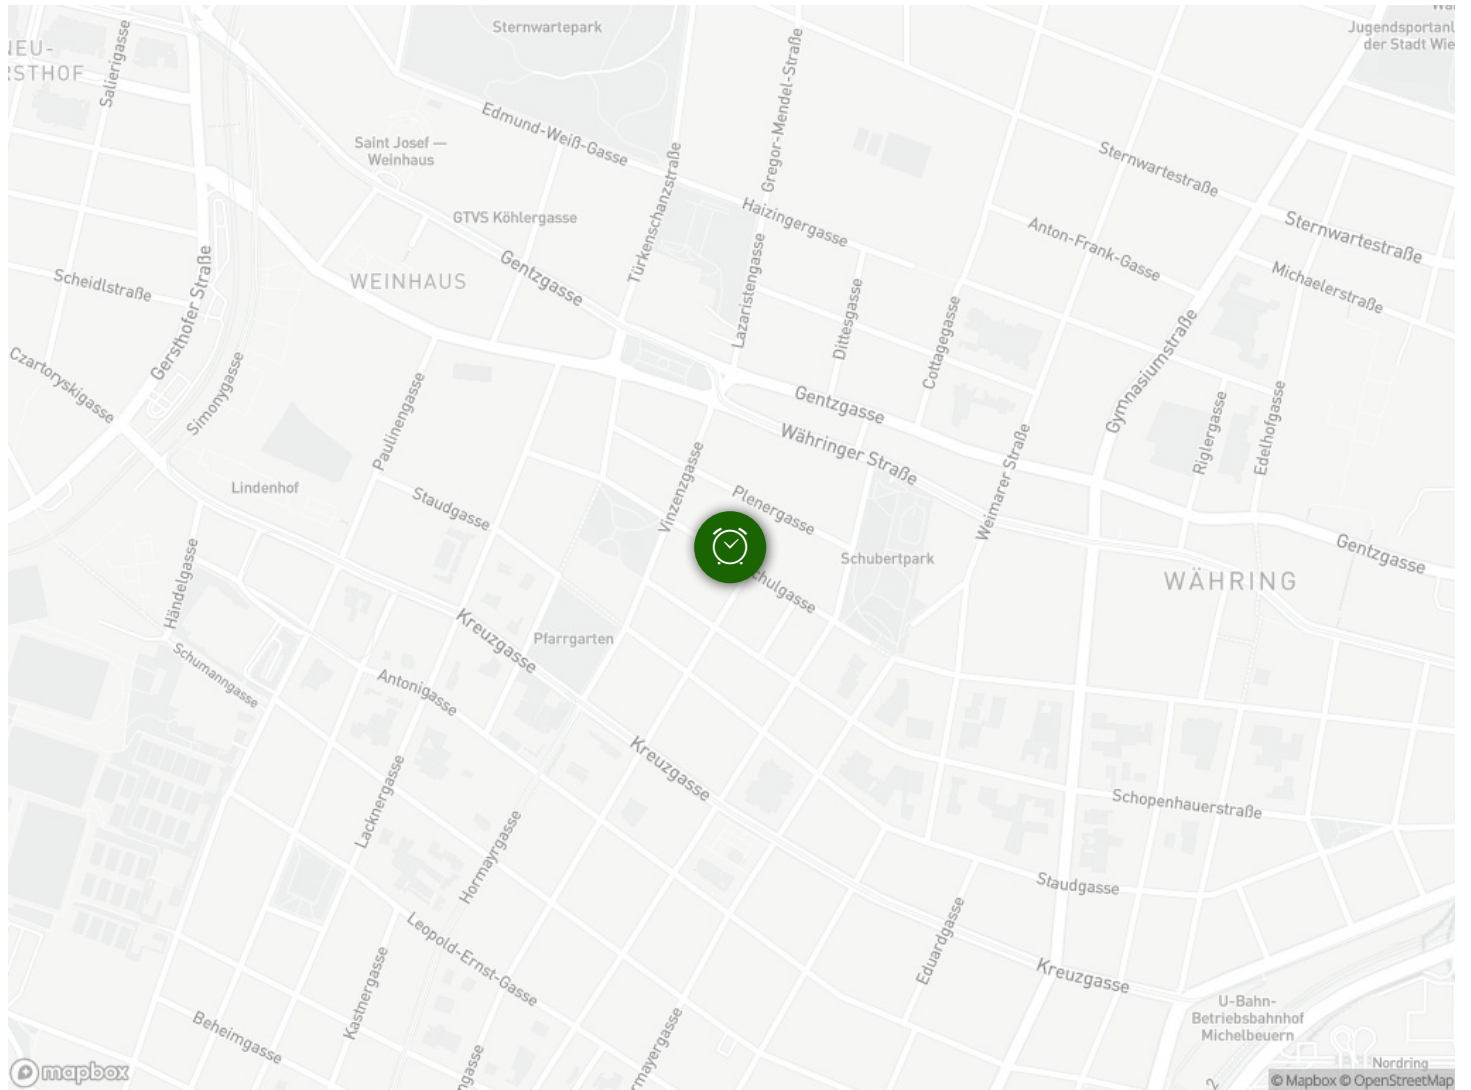 Sternwartepark
Jugendsportanl
der Stadt Wie
NEU-
RSTHOF
Salierigasse
Edmund-Weiß-Gasse
Saint Josef —
Weinhaus
Gregor-Mendel-Straße
Sternwartestraße
Türkenschanzstraße
Haizingergasse
GTVS Köhlergasse
Anton-Frank-Gasse
Sternwartestraße
Gentzgasse
Michaelerstraße
WEINHAUS
Scheidlstraße
Gersthofer Straße
Lazaristengasse
Dittesgasse
Cottagegasse
Gymnasiumstraße
Czartoryskigasse
Simonygasse
Paulinengasse
Gentzgasse
Währinger Straße
Riglergasse
Edelhofgasse
Weimarer Straße
Vinzenzgasse
Lindenhof
Staudgasse
Plenergasse
Schubertpark
Gentzgasse
WÄHRING
Händelgasse
chulgasse
Kreuzgasse
Pfarrgarten
Schumanngasse
Antonigasse
Kreuzgasse
Lacknergasse
Schopenhauerstraße
Hormayrgasse
Staudgasse
Leopold-Ernst-Gasse
Eduardgasse
Kreuzgasse
Kastnergasse
Beheimgasse
rmayergasse
ngasse
U-Bahn-
Betriebsbahnhof
Michelbeuern
Nordring
2
mapbox
© Mapbox © OpenStreetMap